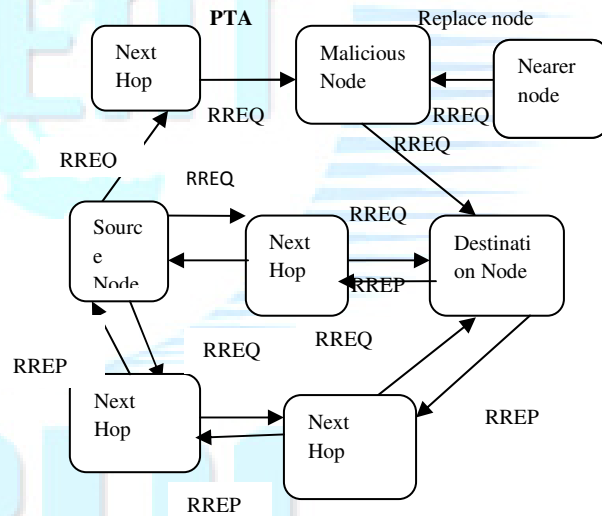 PTA
Replace node
Next
Hop
Malicious
Node
Nearer
node
RREQ
RREQ
RREQ
RREO
RREQ
RREQ
Sourc
e
Node
Next
Hop
Destinati
on Node
RREP
RREQ
RREQ
RREP
Next
Hop
Next
Hop
RREP
RREP